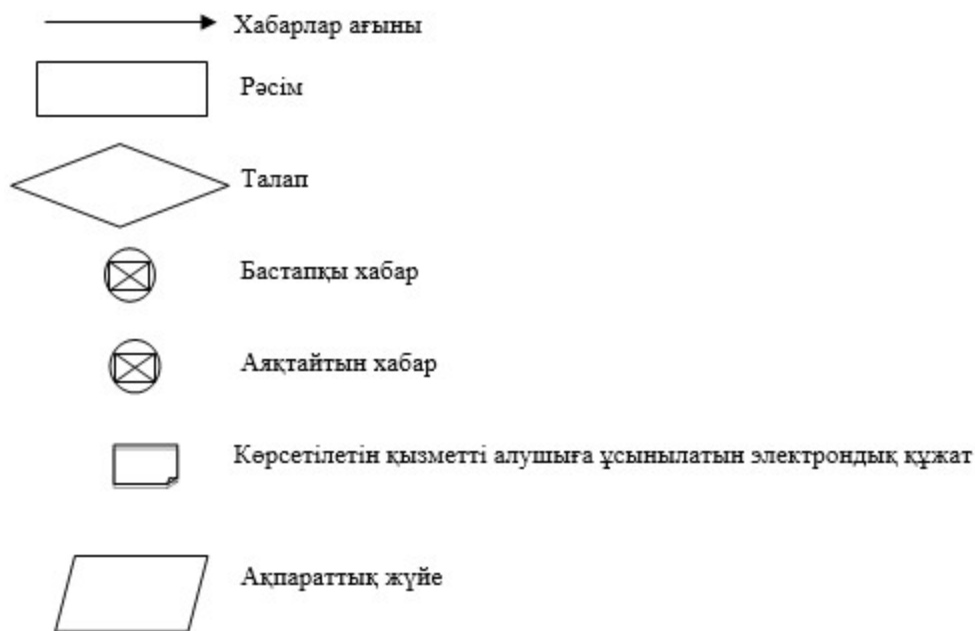 Хабарлар ағыны
Рәсім
Талап
Бастапқы хабар
Аяқтайтын хабар
Көрсетілетін қызметті алушыға ұсынылатын электрондық құжат
Ақпараттық жүйе